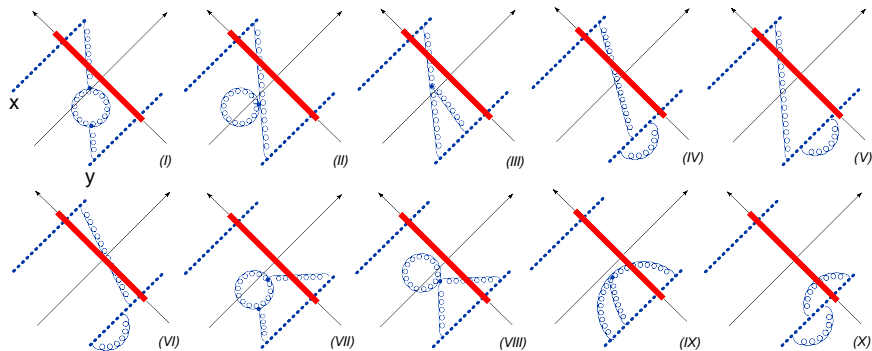 x
y
(I)
(II)
(III)
(IV)
(V)
(VI)
(VII)
(VIII)
(IX)
(X)